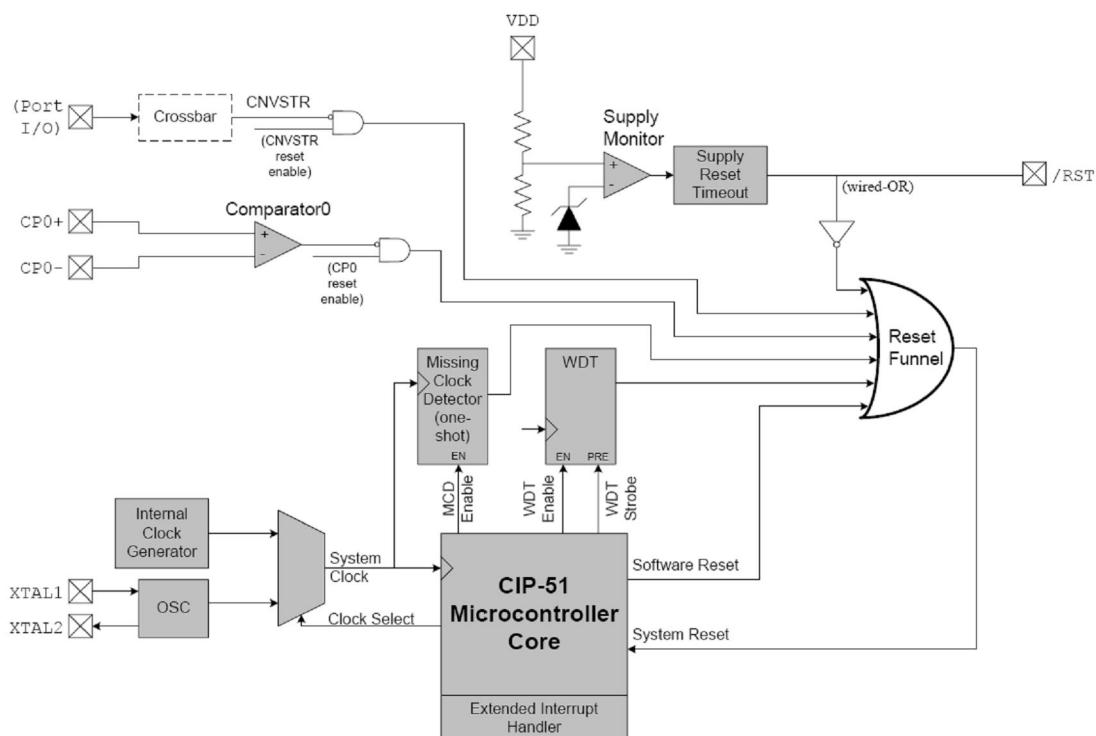 VDD
(Port
I/O)
Crossbar
CNVSTR
(CNVSTR
reset
enable)
Supply
Monitor
+
-
Supply
Reset
Timeout
(wired-OR)
/RST
CP0+
CP0-
Comparator0
+
-
(CP0
reset
enable)
Reset
Funnel
Missing
Clock
Detector
(one-
shot)
EN
WDT
EN
PRE
MCD
Enable
WDT
Enable
WDT
Strobe
Internal
Clock
Generator
System
Clock
XTAL1
XTAL2
OSC
Clock Select
CIP-51
Microcontroller
Core
Software Reset
System Reset
Extended Interrupt
Handler